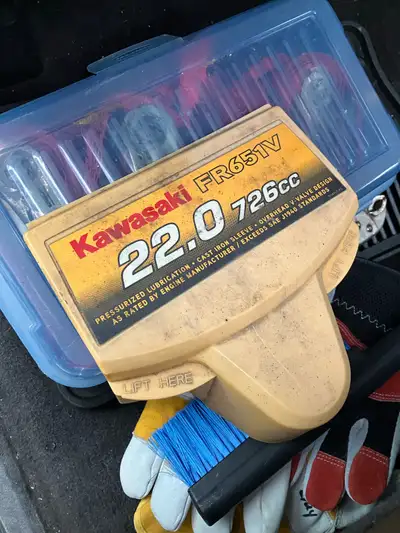 Kawasaki FR651V
22.0 726cc
PRESSURIZED LUBRICATION • CAST IRON SLEEVE • OVERHEAD V-VALVE DESIGN
AS RATED BY ENGINE MANUFACTURER / EXCEEDS SAE J1940 STANDARDS
LIFT HERE